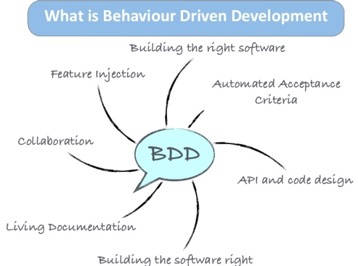 What is Behaviour Driven Development
Building the right software
Feature Injection
Automated Acceptance
Criteria
Collaboration
BDD
API and code design
Living Documentation
Building the software right